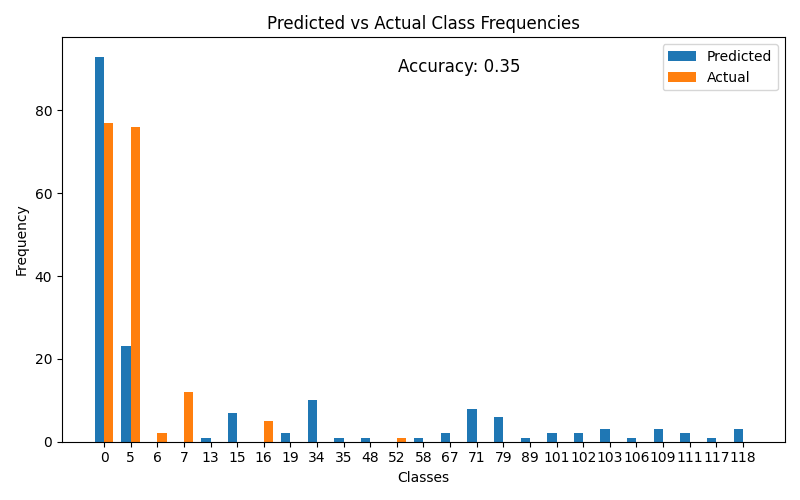 Predicted vs Actual Class Frequencies
Accuracy: 0.35
Predicted
Actual
Frequency
80
60
40
20
0
0 5 6 7 13 15 16 19 34 35 48 52 58 67 71 79 89 101 102 103 106 109 111 117 118
Classes